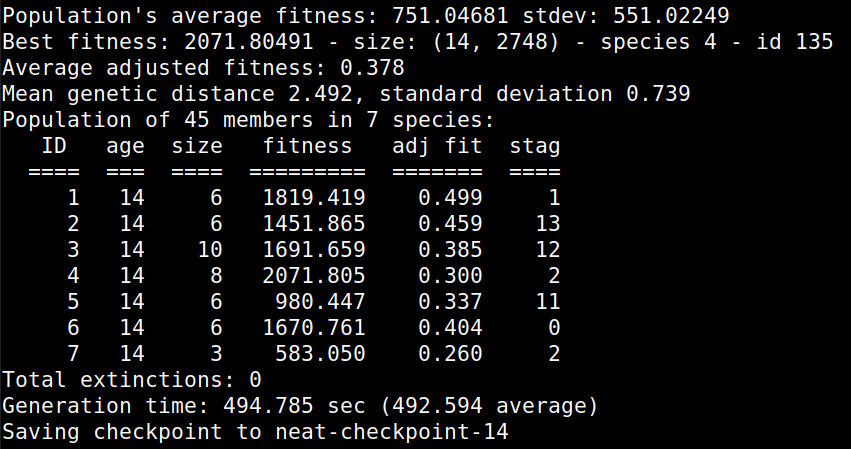 Population's average fitness: 751.04681 stdev: 551.02249
Best fitness: 2071.80491 - size: (14, 2748) - species 4 - id 135
Average adjusted fitness: 0.378
Mean genetic distance 2.492, standard deviation 0.739
Population of 45 members in 7 species:
   ID   age  size   fitness   adj fit  stag
  ====  ===  ====  =========  =======  ====
     1   14     6   1819.419    0.499     1
     2   14     6   1451.865    0.459    13
     3   14    10   1691.659    0.385    12
     4   14     8   2071.805    0.300     2
     5   14     6    980.447    0.337    11
     6   14     6   1670.761    0.404     0
     7   14     3    583.050    0.260     2
Total extinctions: 0
Generation time: 494.785 sec (492.594 average)
Saving checkpoint to neat-checkpoint-14